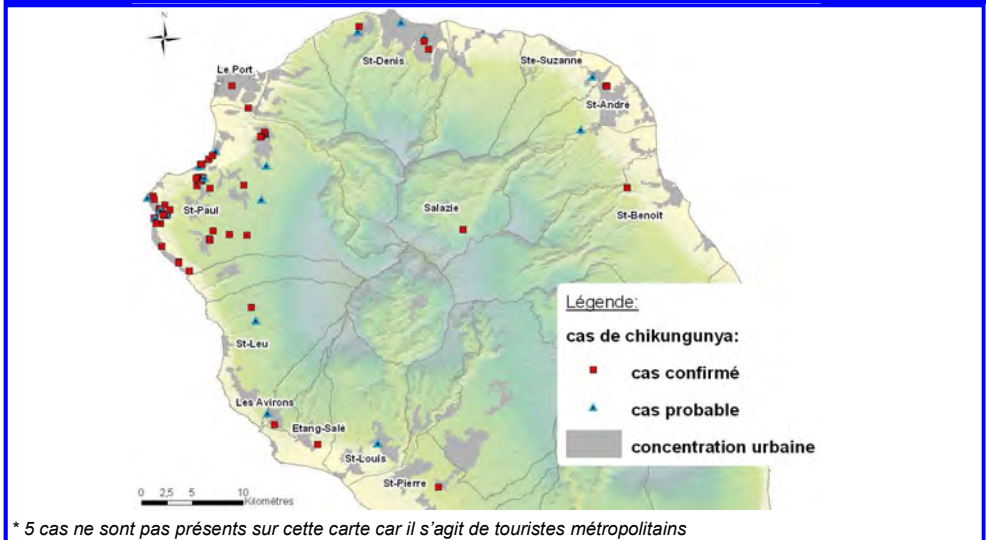 N
Le Port
St-Denis
Ste-Suzanne
St-André
St-Paul
Salazie
St-Benoit
St-Leu
Les Avirons
Etang-Salé
St-Louis
St-Pierre
Légende:
cas de chikungunya:
cas confirmé
cas probable
concentration urbaine
0 2,5 5 10
Kilomètres
* 5 cas ne sont pas présents sur cette carte car il s'agit de touristes métropolitains